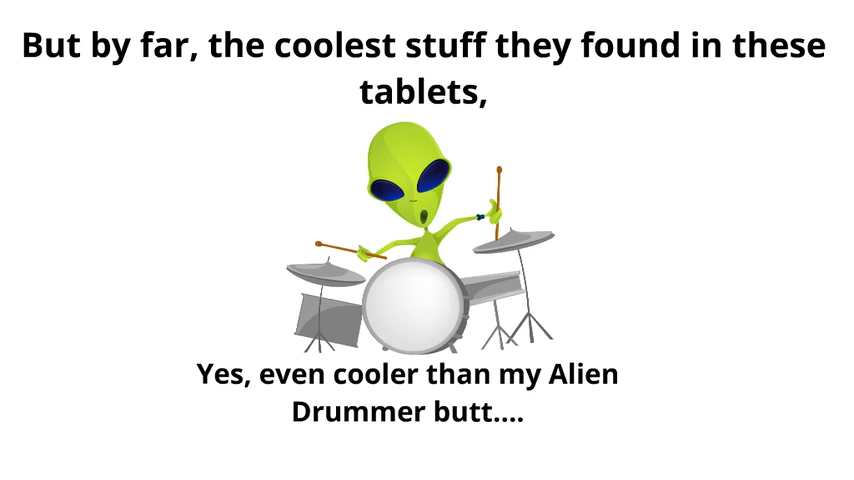 But by far, the coolest stuff they found in these
tablets,
Yes, even cooler than my Alien
Drummer butt....